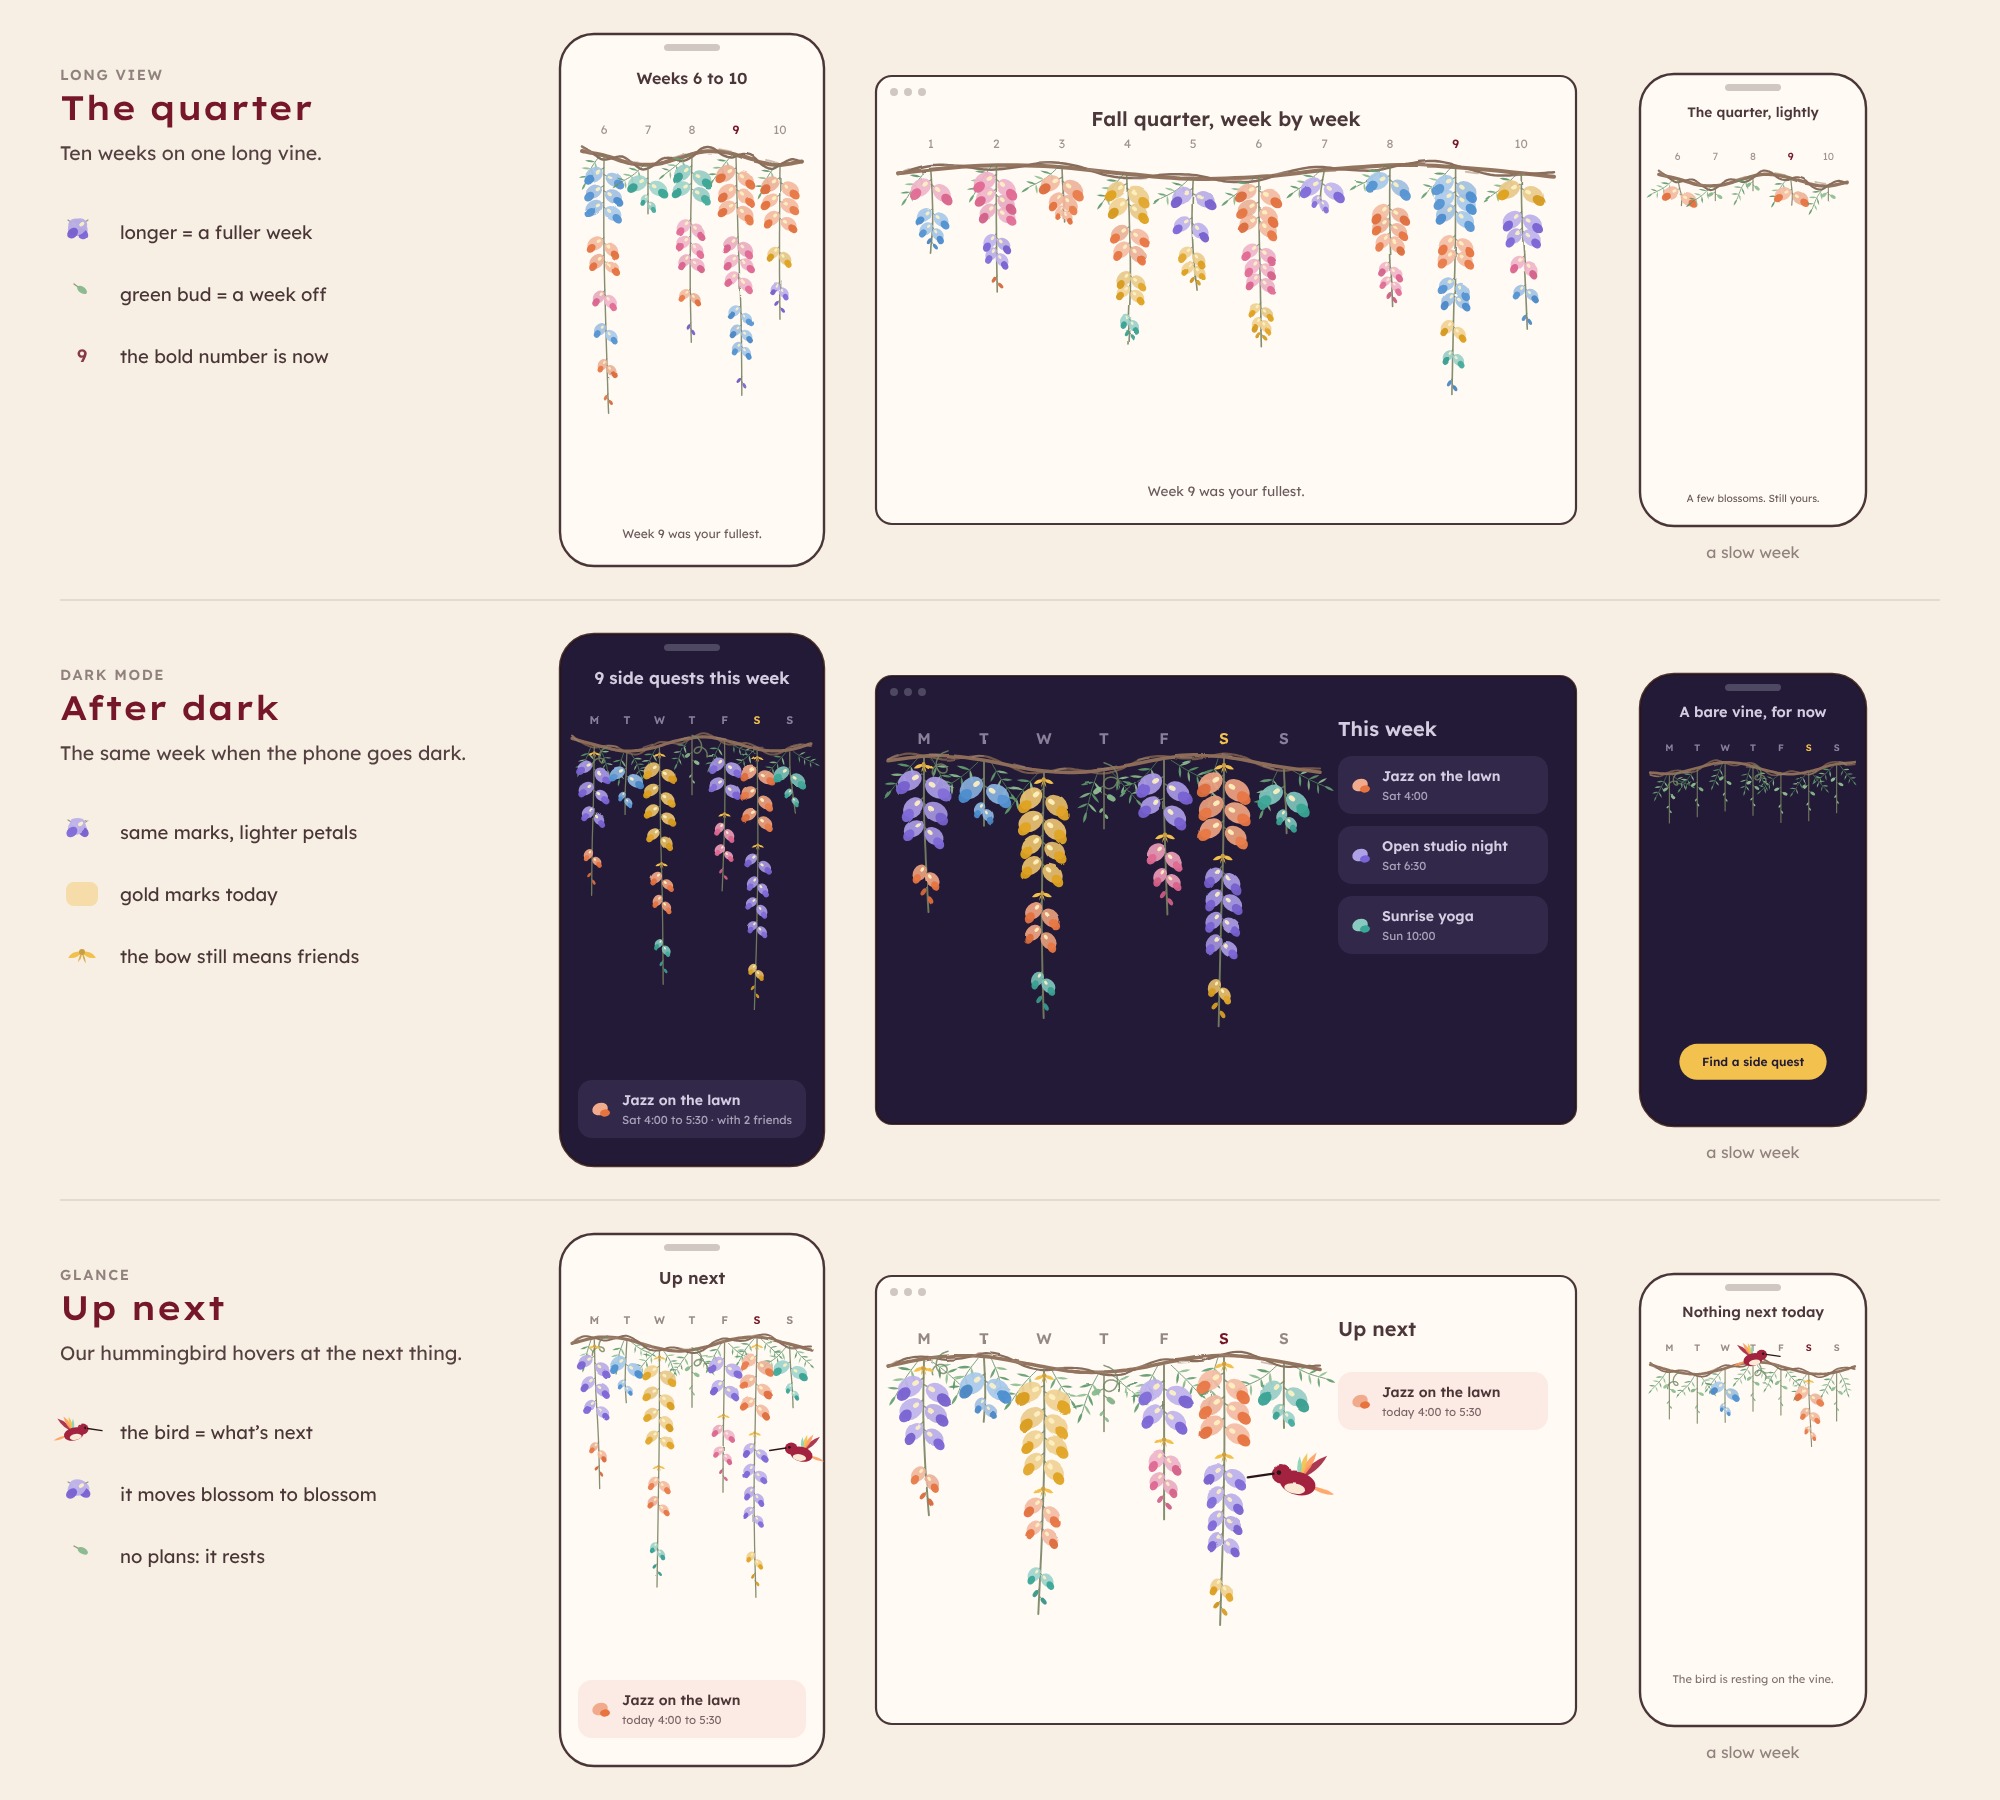 LONG VIEW
The quarter
Ten weeks on one long vine.
longer = a fuller week
green bud = a week off
9 the bold number is now
Weeks 6 to 10
6 7 8 9 10
Week 9 was your fullest.
Fall quarter, week by week
1 2 3 4 5 6 7 8 9 10
Week 9 was your fullest.
The quarter, lightly
6 7 8 9 10
A few blossoms. Still yours.
a slow week
DARK MODE
After dark
The same week when the phone goes dark.
same marks, lighter petals
gold marks today
the bow still means friends
9 side quests this week
M T W T F S S
Jazz on the lawn
Sat 4:00 to 5:30 · with 2 friends
M T W T F S S
This week
Jazz on the lawn
Sat 4:00
Open studio night
Sat 6:30
Sunrise yoga
Sun 10:00
A bare vine, for now
M T W T F S S
Find a side quest
a slow week
GLANCE
Up next
Our hummingbird hovers at the next thing.
the bird = what's next
it moves blossom to blossom
no plans: it rests
Up next
M T W T F S S
Jazz on the lawn
today 4:00 to 5:30
M T W T F S S
Up next
Jazz on the lawn
today 4:00 to 5:30
Nothing next today
M T W T F S S
The bird is resting on the vine.
a slow week